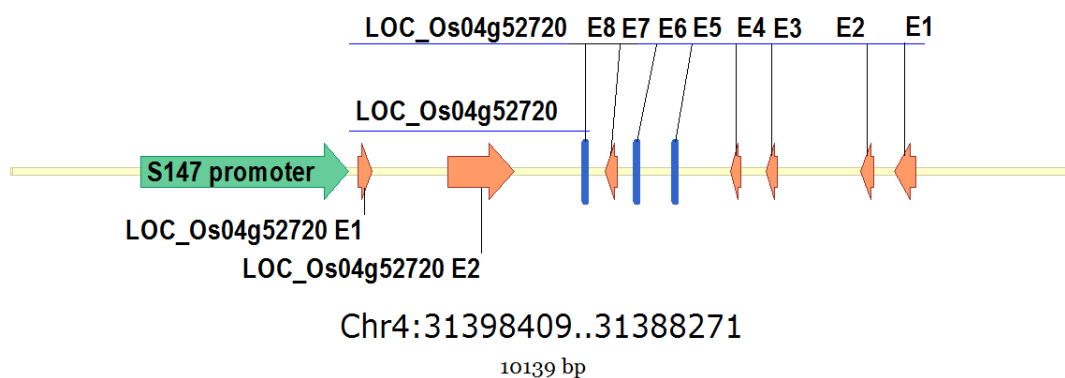 LOC_Os04g52720 E8 E7 E6 E5 E4 E3 E2 E1
LOC_Os04g52720
S147 promoter
LOC_Os04g52720 E1
LOC_Os04g52720 E2
Chr4:31398409..31388271
10139 bp